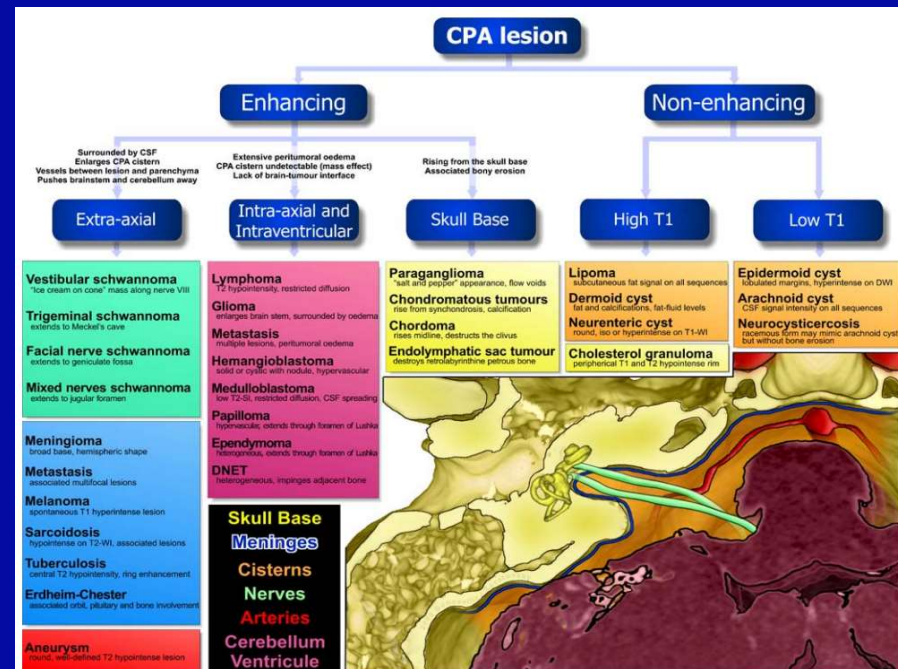 CPA lesion
Enhancing
Non-enhancing
Surrounded by CSF
Enlarges CPA cistern
Vessels between lesion and parenchyma
Pushes brainstem and cerebellum away
Extensive peritumoral oedema
CPA cistern undetectable (mass effect)
Lack of brain-tumour interface
Rising from the skull base
Associated bony erosion
Extra-axial
Intra-axial and
Intraventricular
Skull Base
High T1
Low T1
Vestibular schwannoma
"Ice cream on cone" mass along nerve VIII
Trigeminal schwannoma
extends to Meckel's cave
Facial nerve schwannoma
extends to geniculate fossa
Mixed nerves schwannoma
extends to jugular foramen
Meningioma
broad base, hemispheric shape
Metastasis
associated multifocal lesions
Melanoma
spontaneous T1 hyperintense lesion
Sarcoidosis
hypointense on T2-WI, associated lesions
Tuberculosis
central T2 hypointensity, ring enhancement
Erdheim-Chester
associated orbit, pituitary and bone involvement
Aneurysm
round, well-defined T2 hypointense lesion
Lymphoma
T2 hypointensity, restricted diffusion
Glioma
enlarges brain stem, surrounded by oedema
Metastasis
multiple lesions, peritumoral oedema
Hemangioblastoma
solid or cystic with nodule, hypervascular
Medulloblastoma
low T2-SI, restricted diffusion, CSF spreading
Papilloma
hypervascular, extends through foramen of Lushka
Ependymoma
heterogeneous, extends through foramen of Lushka
DNET
heterogeneous, impinges adjacent bone
Paraganglioma
"salt and pepper" appearance, flow voids
Chondromatous tumours
rise from synchondrosis, calcification
Chordoma
rises midline, destructs the clivus
Endolymphatic sac tumour
destroys retrolabyrinthine petrous bone
Lipoma
subcutaneous fat signal on all sequences
Dermoid cyst
fat and calcifications, fat-fluid levels
Neurenteric cyst
round, iso or hyperintense on T1-WI
Cholesterol granuloma
peripherical T1 and T2 hypointense rim
Epidermoid cyst
lobulated margins, hyperintense on DWI
Arachnoid cyst
CSF signal intensity on all sequences
Neurocysticercosis
racemous form may mimic arachnoid cyst
but without bone erosion
Skull Base
Meninges
Cisterns
Nerves
Arteries
Cerebellum
Ventricule